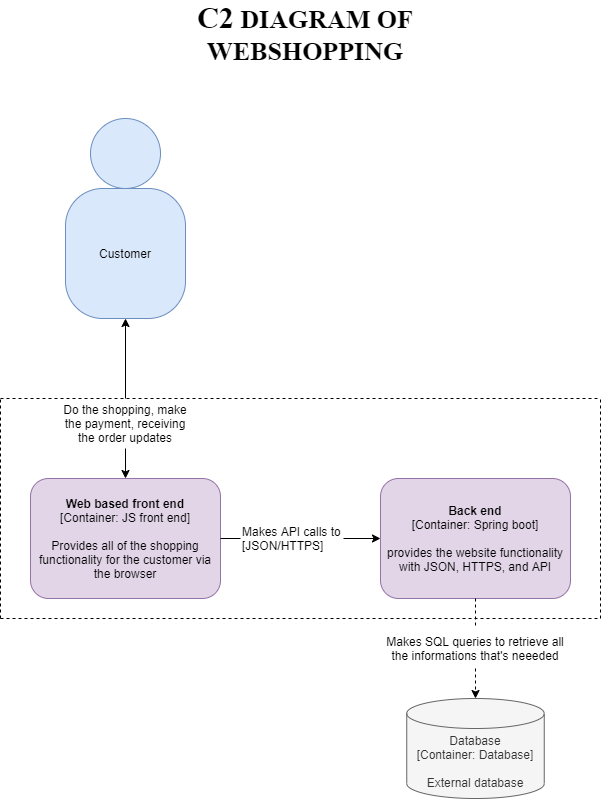 C2 DIAGRAM OF
WEBSHOPPING
Customer
Do the shopping, make
the payment, receiving
the order updates
Web based front end
[Container: JS front end]
Provides all of the shopping
functionality for the customer via
the browser
Makes API calls to
[JSON/HTTPS]
Back end
[Container: Spring boot]
provides the website functionality
with JSON, HTTPS, and API
Makes SQL queries to retrieve all
the informations that's neeeded
Database
[Container: Database]
External database